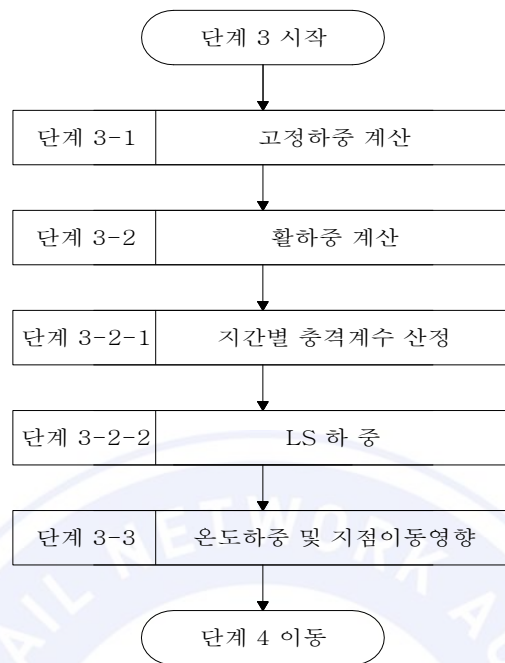 단계 3 시작
단계 3-1 고정하중 계산
단계 3-2 활하중 계산
단계 3-2-1 지간별 충격계수 산정
단계 3-2-2 LS 하 중
단계 3-3 온도하중 및 지점이동영향
단계 4 이동
AIL NETWORK AU